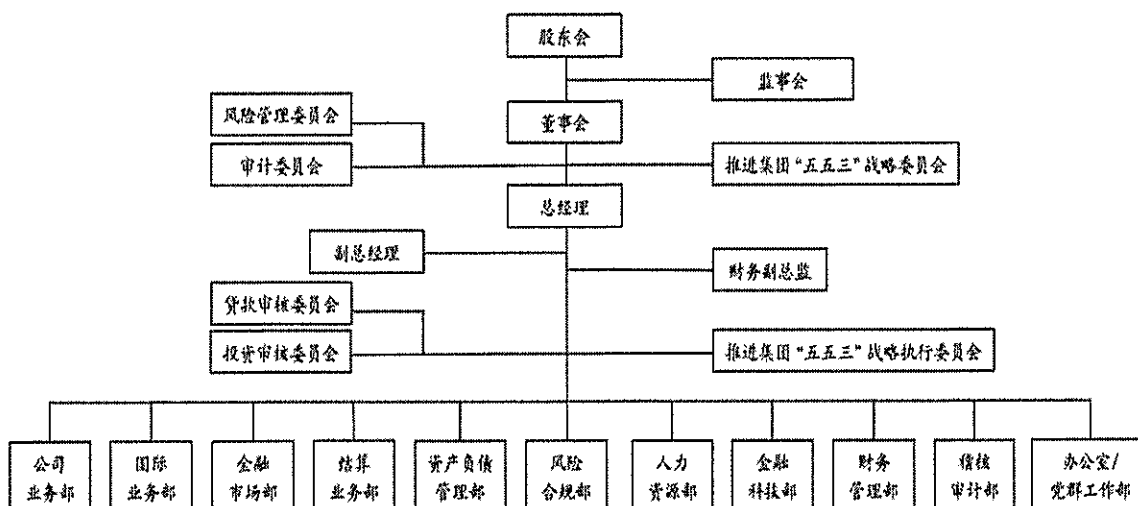 股东会
监事会
风险管理委员会
董事会
审计委员会
推进集团“五五三”战略委员会
总经理
副总经理
财务副总监
贷款审核委员会
投资审核委员会
推进集团“五五三”战略执行委员会
公司
业务部
国际
业务部
金融
市场部
结算
业务部
资产负债
管理部
风险
合规部
人力
资源部
金融
科技部
财务
管理部
稽核
审计部
办公室/
党群工作部